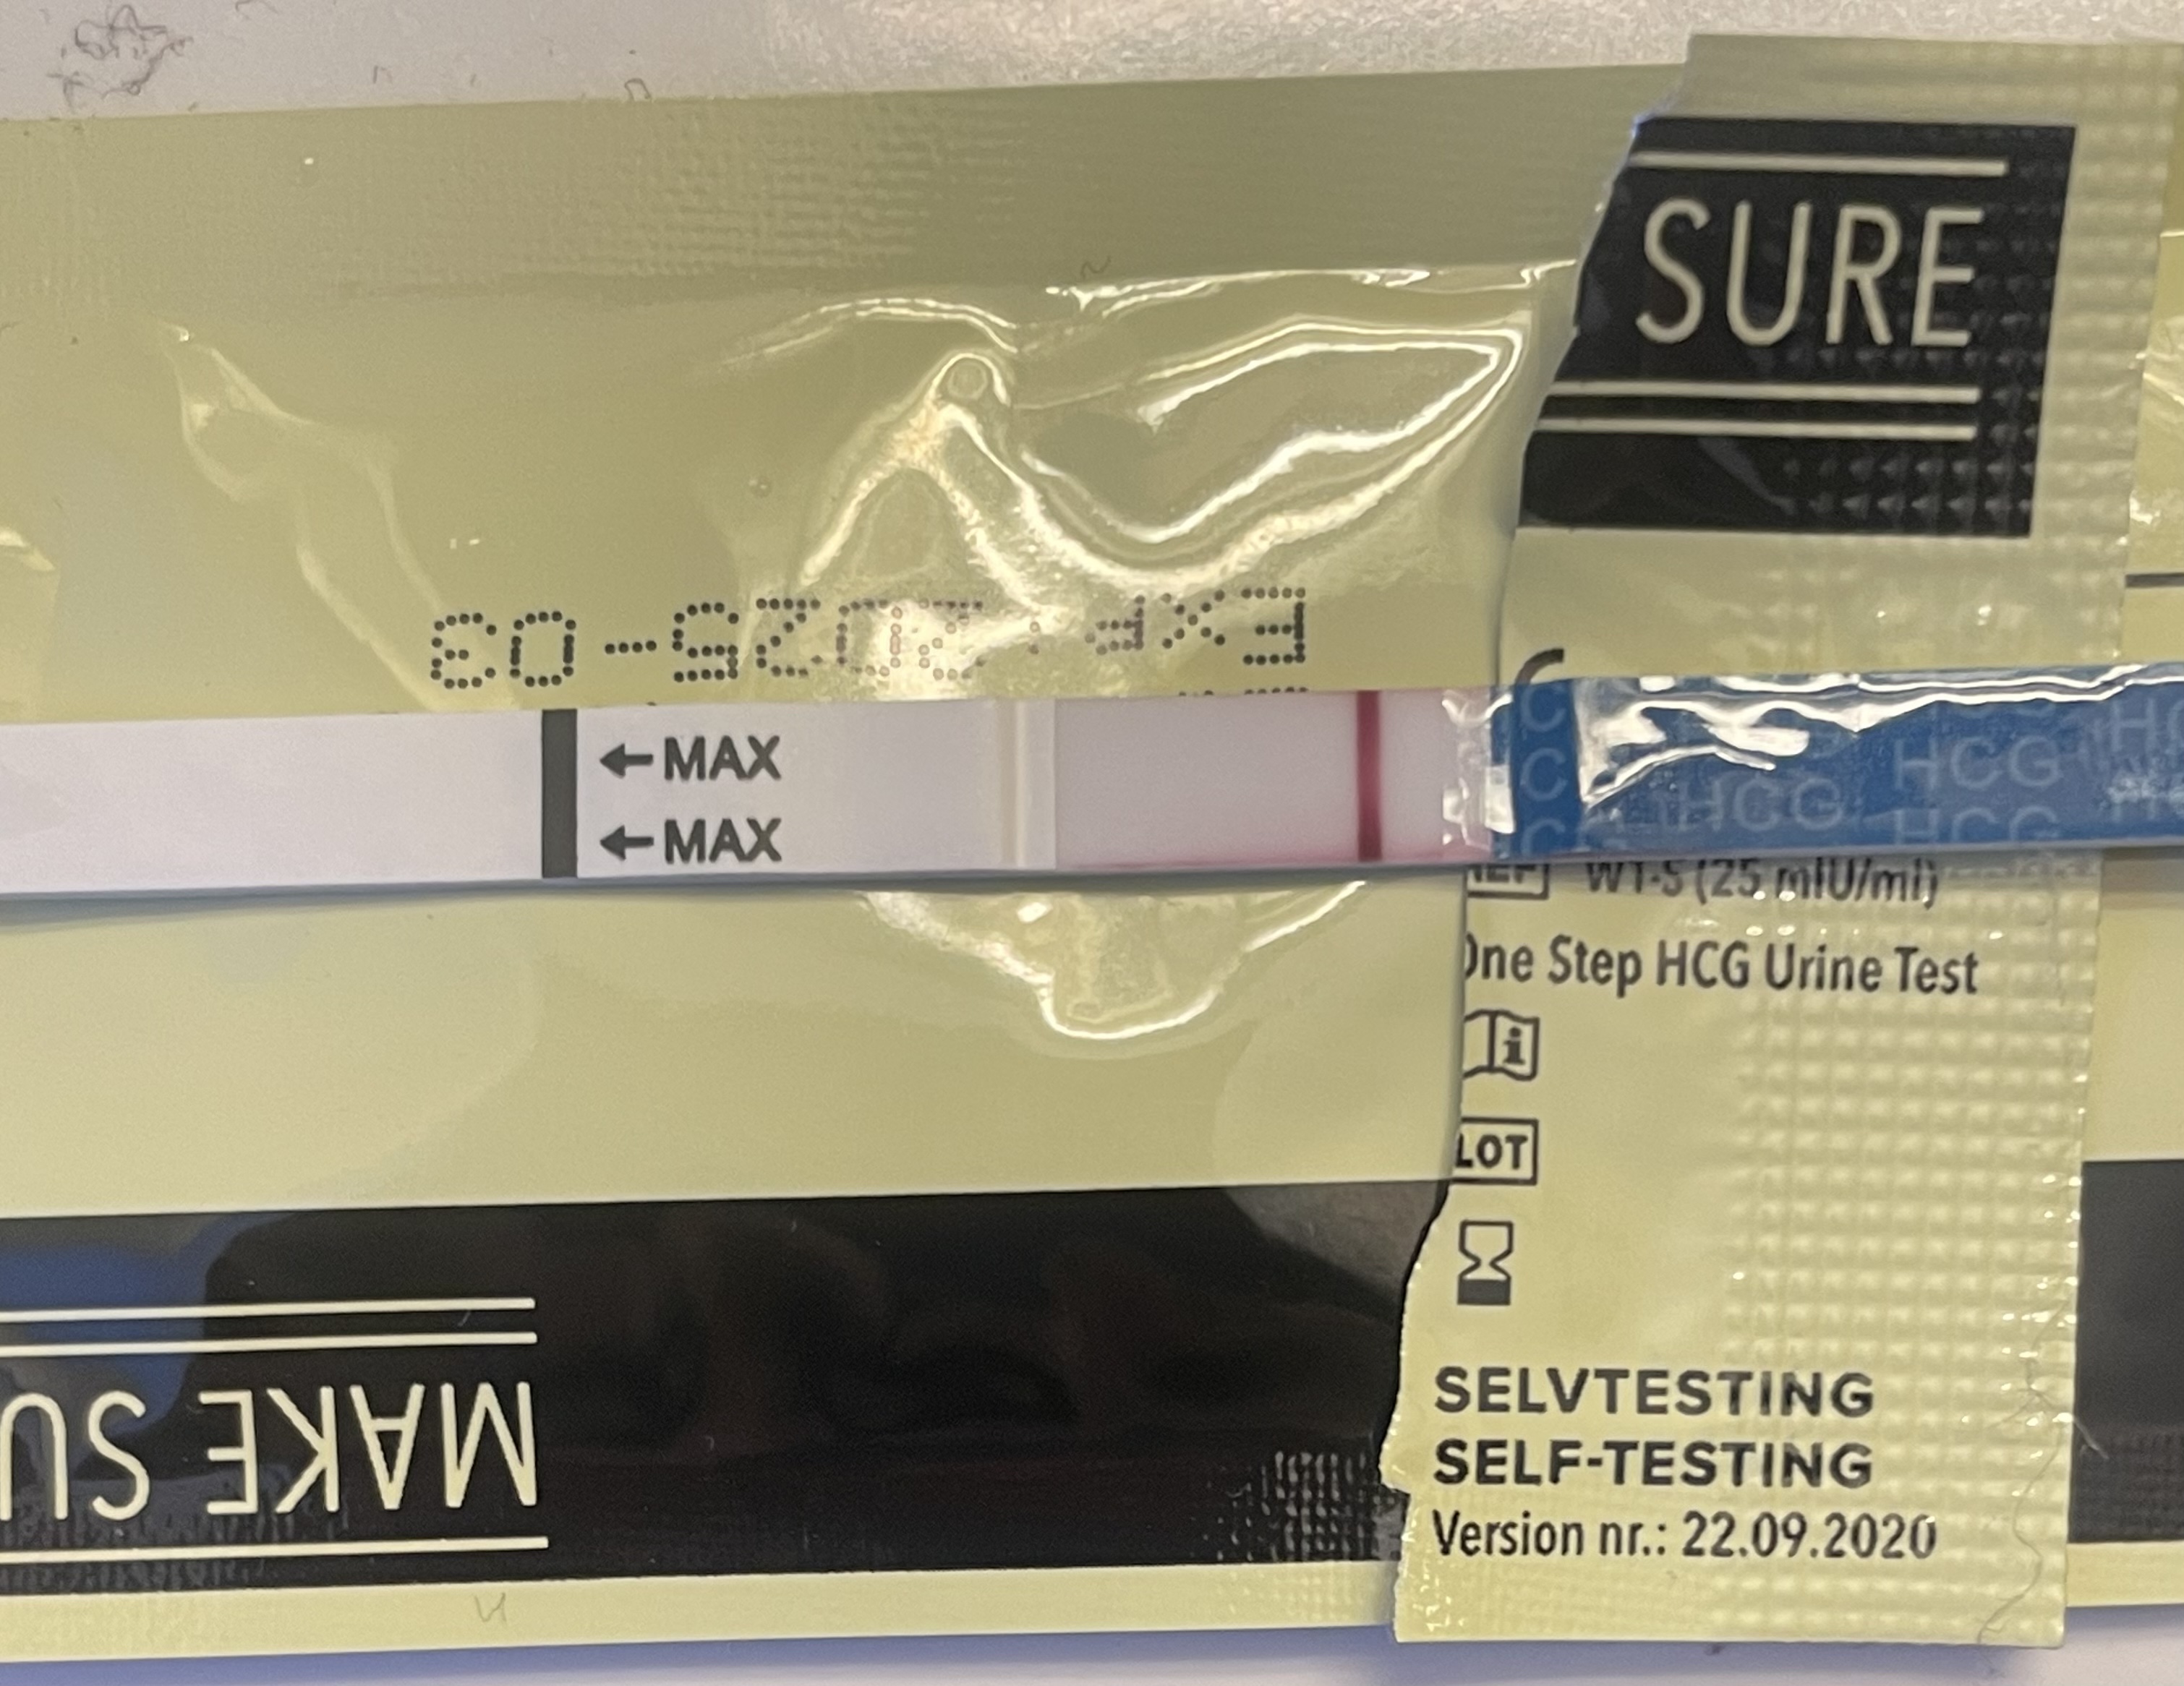 SURE
EXP: 2025-03
←MAX
←MAX
HCG
HCG
HCG
WT-S (25 mIU/ml)
One Step HCG Urine Test
LOT
SELVTESTING
SELF-TESTING
Version nr.: 22.09.2020
MAKE SU